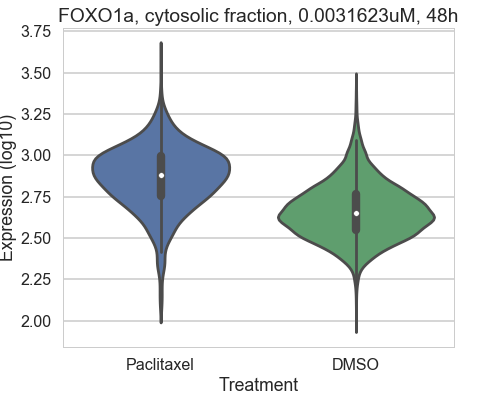 FOXO1a, cytosolic fraction, 0.0031623uM, 48h
3.75
3.50
3.25
3.00
2.75
2.50
2.25
2.00
Expression (log10)
Paclitaxel
DMSO
Treatment